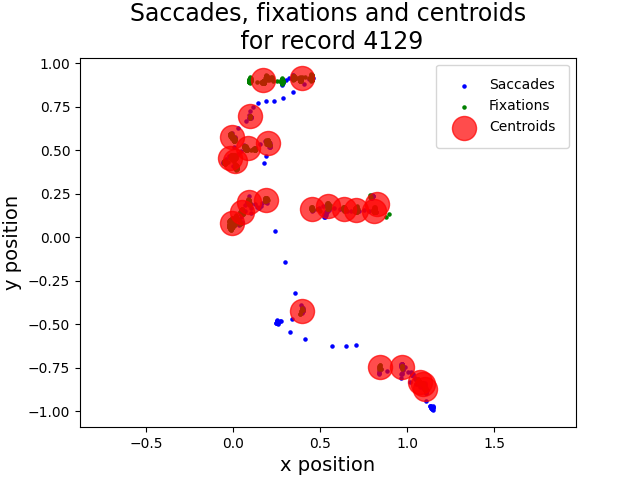 Saccades, fixations and centroids
for record 4129
Saccades
Fixations
Centroids
y position
1.00
0.75
0.50
0.25
0.00
−0.25
−0.50
−0.75
−1.00
−0.5
0.0
0.5
1.0
1.5
x position